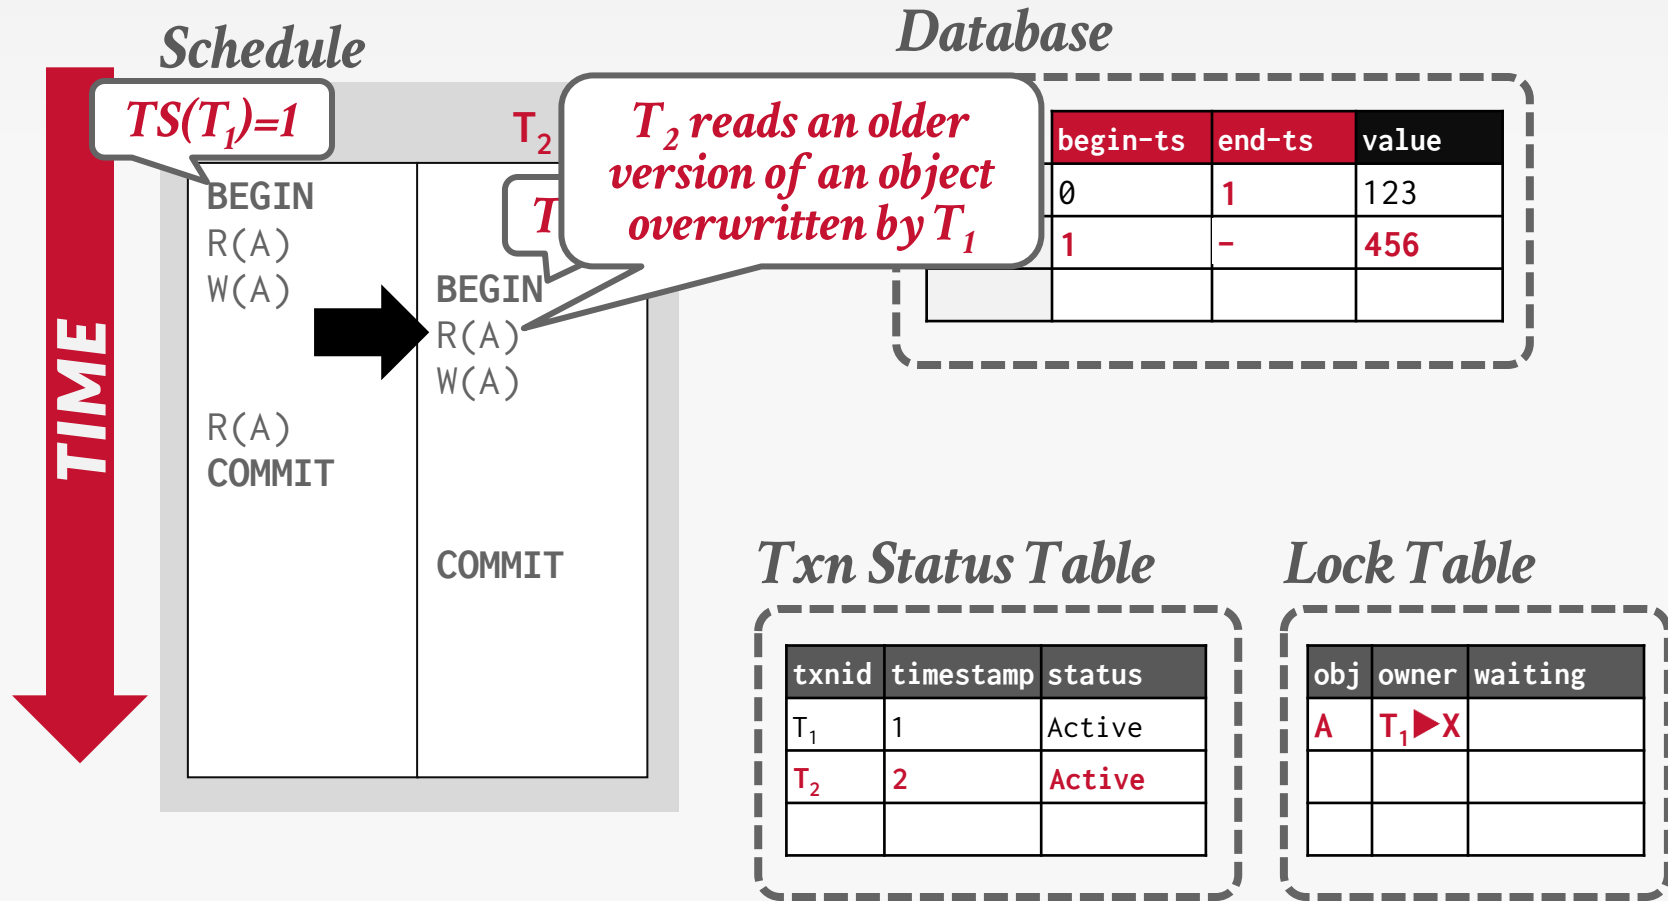 Schedule
Database
TS(T1)=1
T2
T2 reads an older
version of an object
overwritten by T1
begin-ts end-ts value
0 1 123
1 - 456
BEGIN
R(A)
W(A)
T
BEGIN
R(A)
W(A)
R(A)
COMMIT
COMMIT
TIME
Txn Status Table
txnid timestamp status
T1 1 Active
T2 2 Active
Lock Table
obj owner waiting
A T1▶X